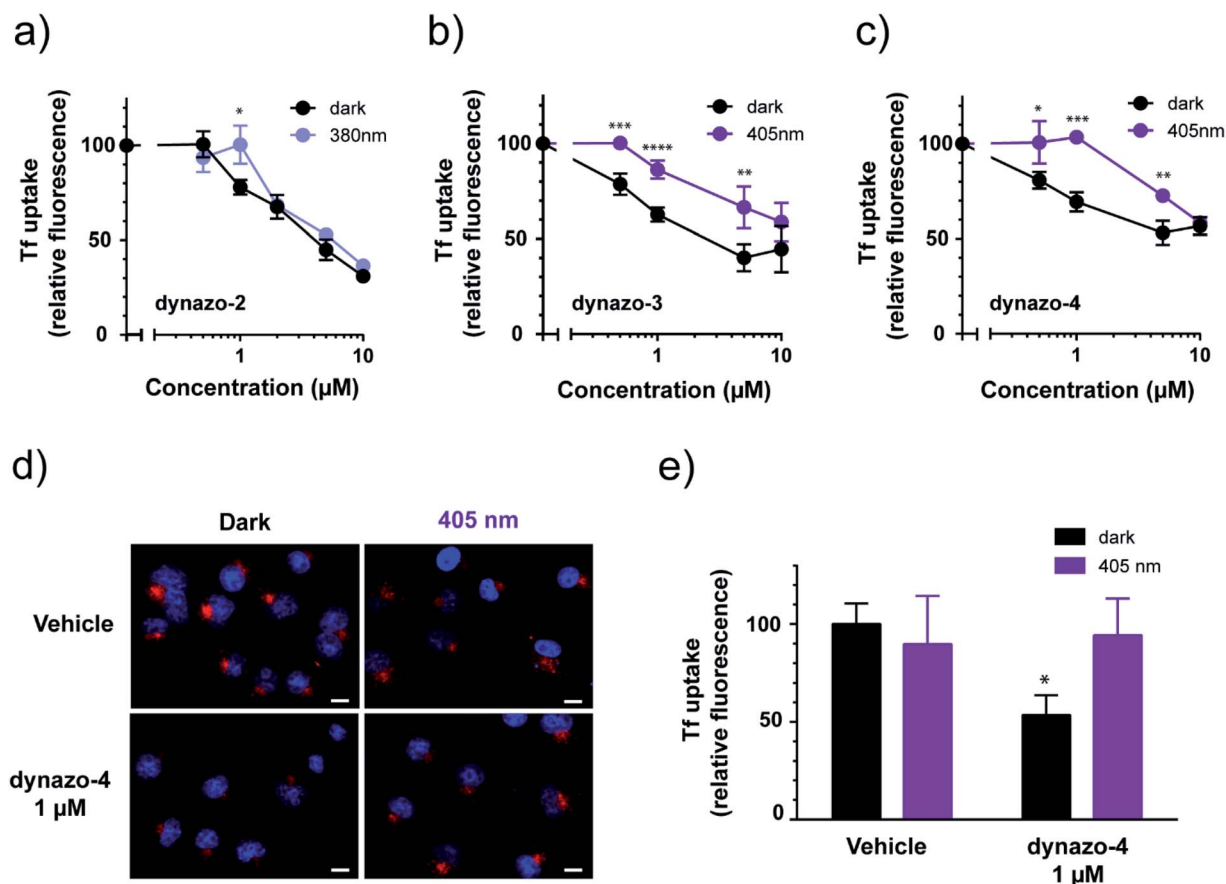 a)
b)
c)
*
dark
380nm
100
50
0
Tf uptake
(relative fluorescence)
dynazo-2
1
10
Concentration (µM)
***
****
**
dark
405nm
100
50
0
Tf uptake
(relative fluorescence)
dynazo-3
1
10
Concentration (µM)
*
***
**
dark
405nm
100
50
0
Tf uptake
(relative fluorescence)
dynazo-4
1
10
Concentration (µM)
d)
Dark
405 nm
Vehicle
dynazo-4
1 µM
e)
dark
405 nm
100
50
0
Tf uptake
(relative fluorescence)
*
Vehicle
dynazo-4
1 µM